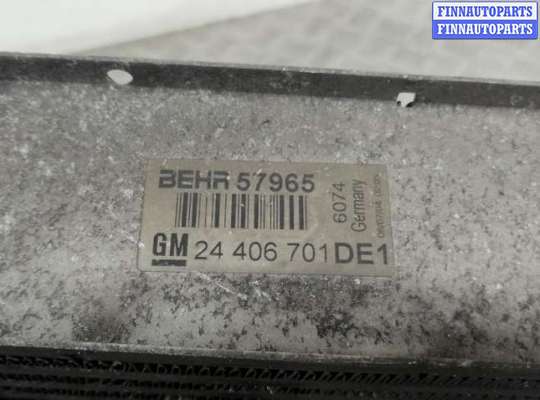 FINNAUTOPARTS
FINNAUTOPARTS
BEHR 57965
6074
Germany
GM 24 406 701 DE1